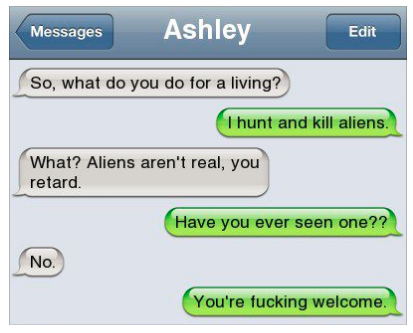 Messages
Ashley
Edit
So, what do you do for a living?
I hunt and kill aliens.
What? Aliens aren't real, you
retard.
Have you ever seen one??
No.
You're fucking welcome.